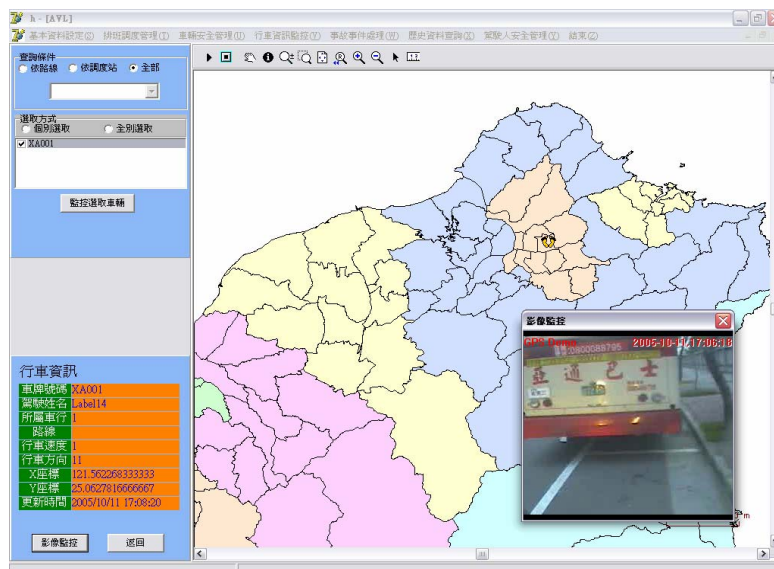 h - [AVL]
基本資料設定(Z) 排班調度管理(T) 車輛安全管理(U) 行車資訊監控(V) 事故事件處理(W) 歷史資料查詢(X) 駕駛人安全管理(Y) 結束(Z)
查詢條件
依路線 依調度站 全部
選取方式
個別選取 全別選取
XA001
監控選取車輛
影像監控
GPS Demo 2005-10-11 17:06:18
0800088795
亞通巴士
行車資訊
車牌號碼 XA001
駕駛姓名 Label14
所屬車行 1
路線
行車速度 1
行車方向 11
X座標 121.562268333333
Y座標 25.0627816666667
更新時間 2005/10/11 17:08:20
影像監控 返回